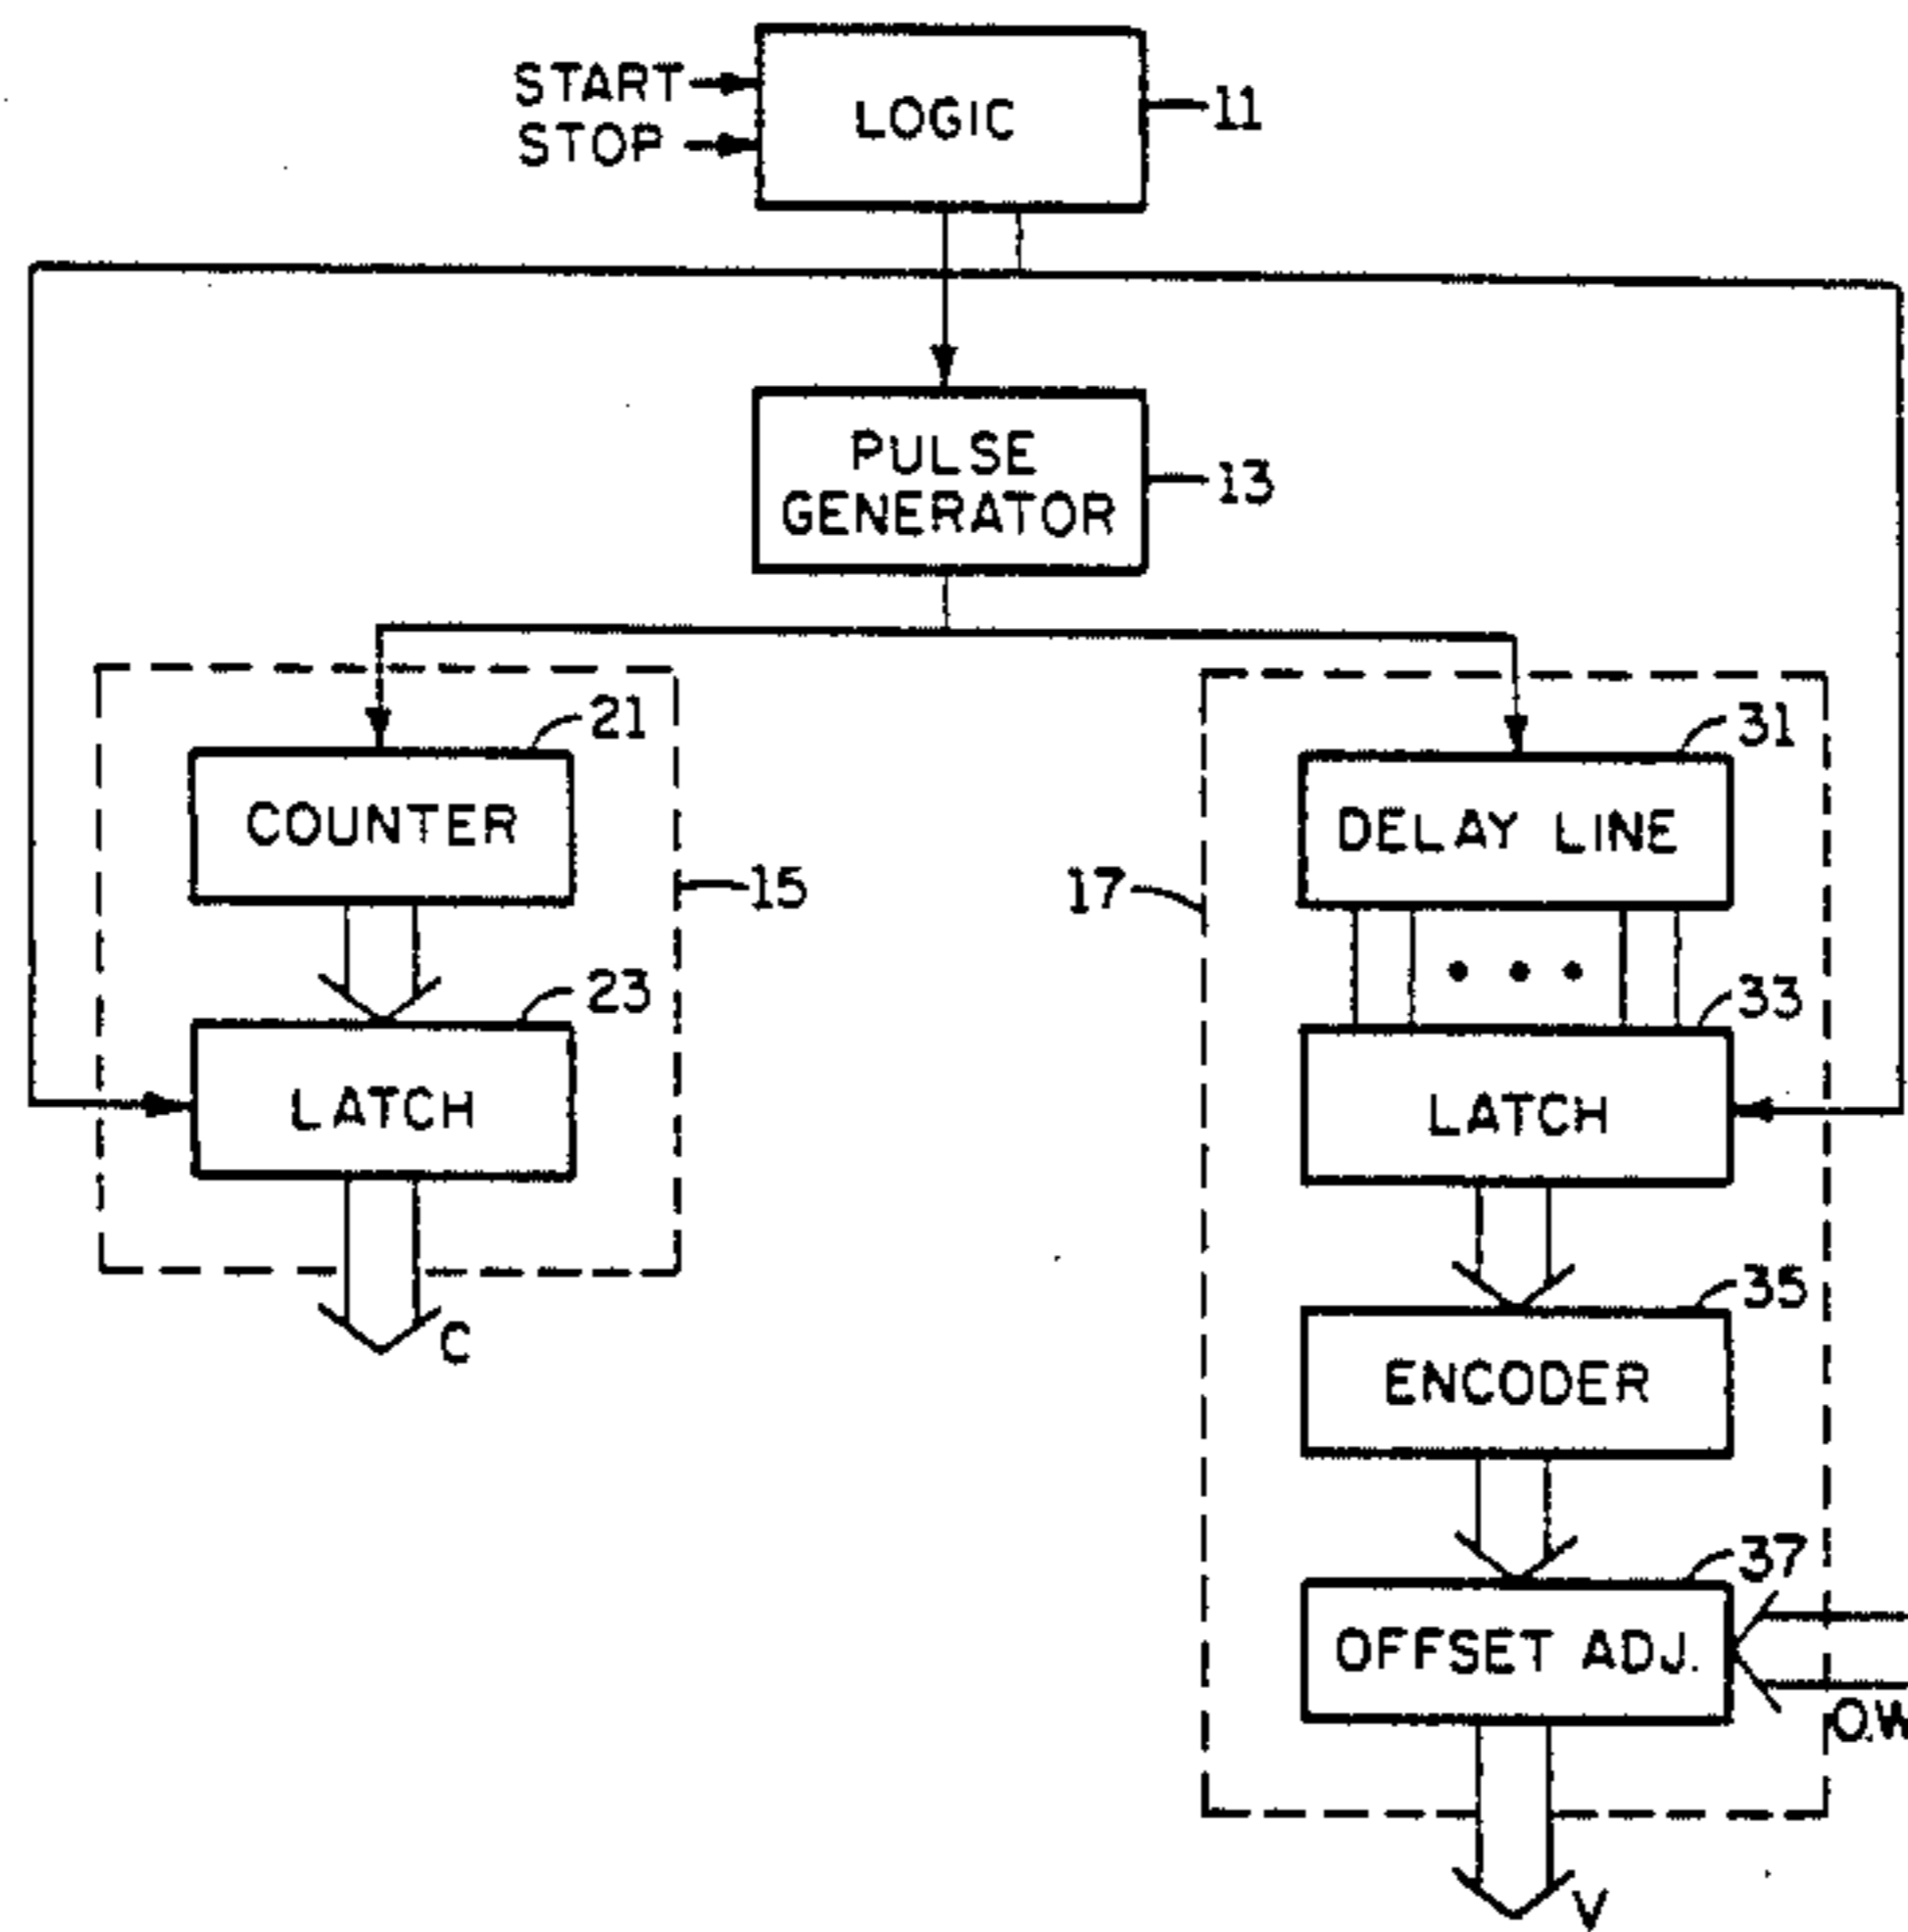 START
STOP
LOGIC
11
PULSE
GENERATOR
13
21
COUNTER
15
23
LATCH
C
31
DELAY LINE
17
33
LATCH
35
ENCODER
37
OFFSET ADJ.
O.W
V